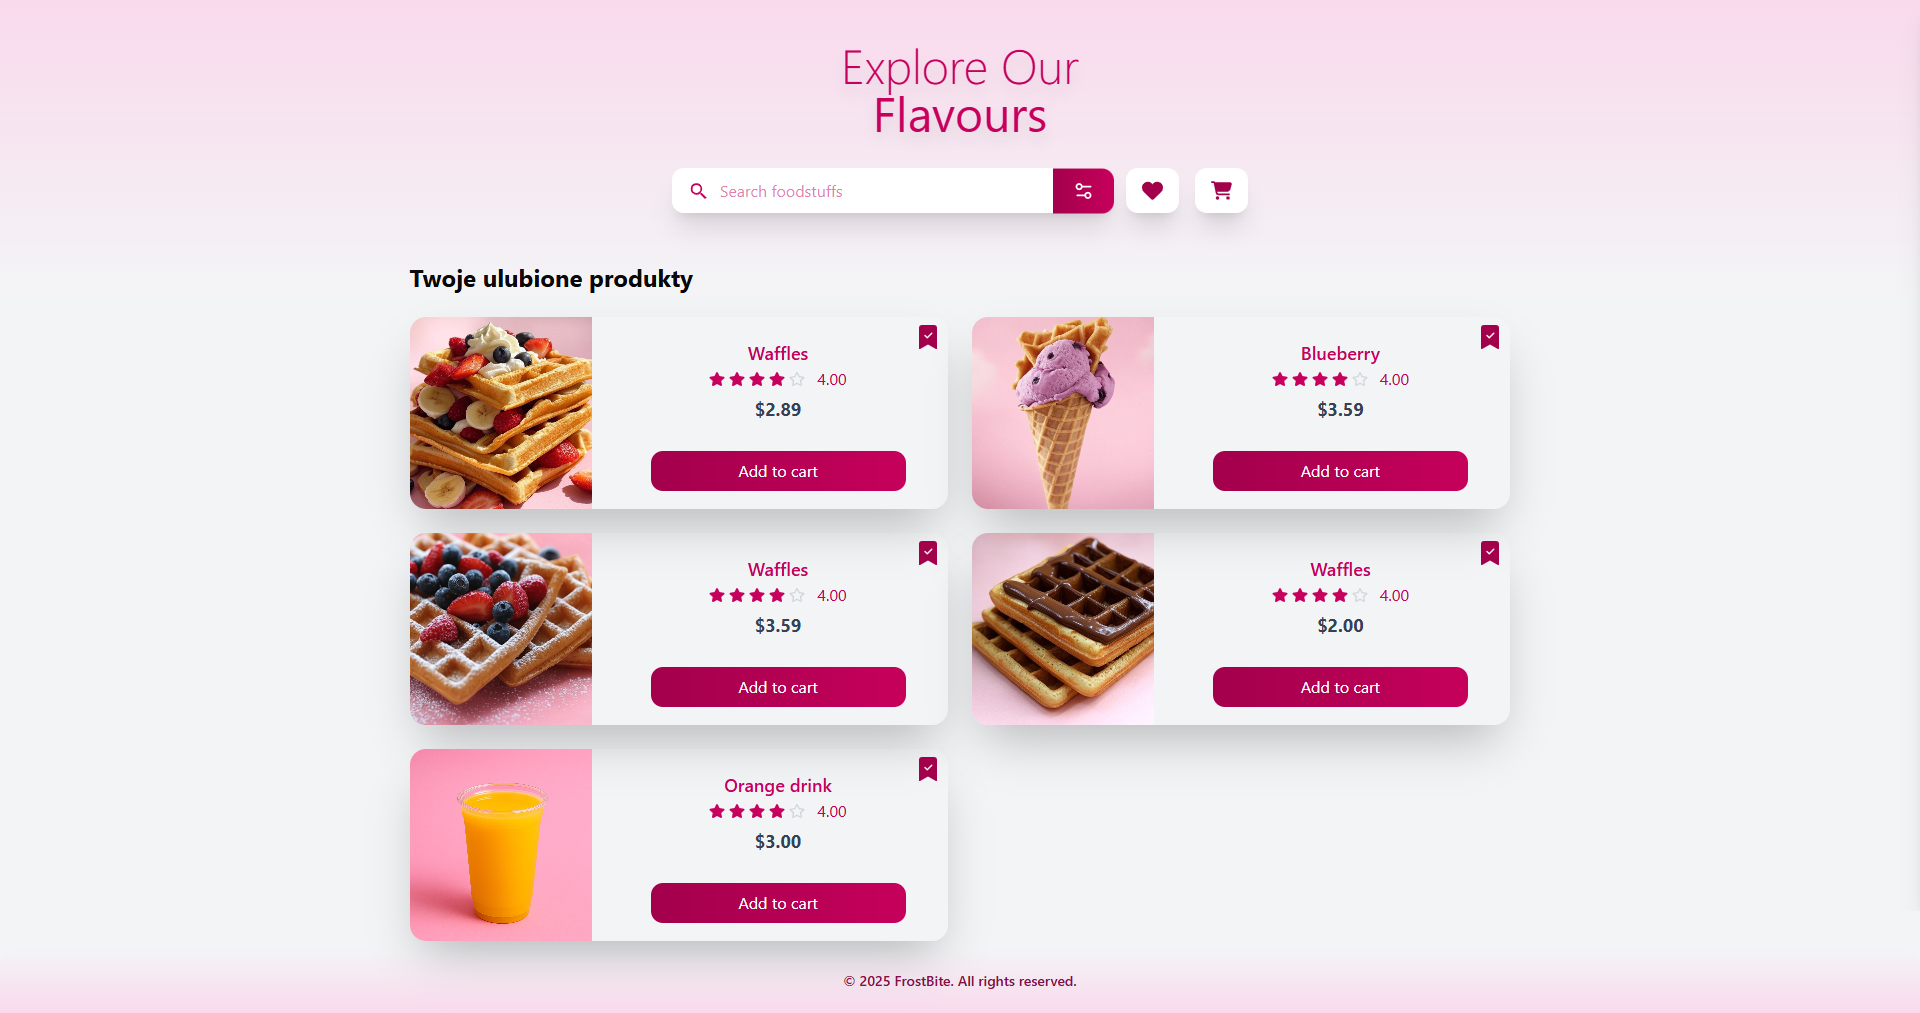 Explore Our
Flavours
Search foodstuffs
Twoje ulubione produkty
Waffles
4.00
$2.89
Add to cart
Blueberry
4.00
$3.59
Add to cart
Waffles
4.00
$3.59
Add to cart
Waffles
4.00
$2.00
Add to cart
Orange drink
4.00
$3.00
Add to cart
© 2025 FrostBite. All rights reserved.